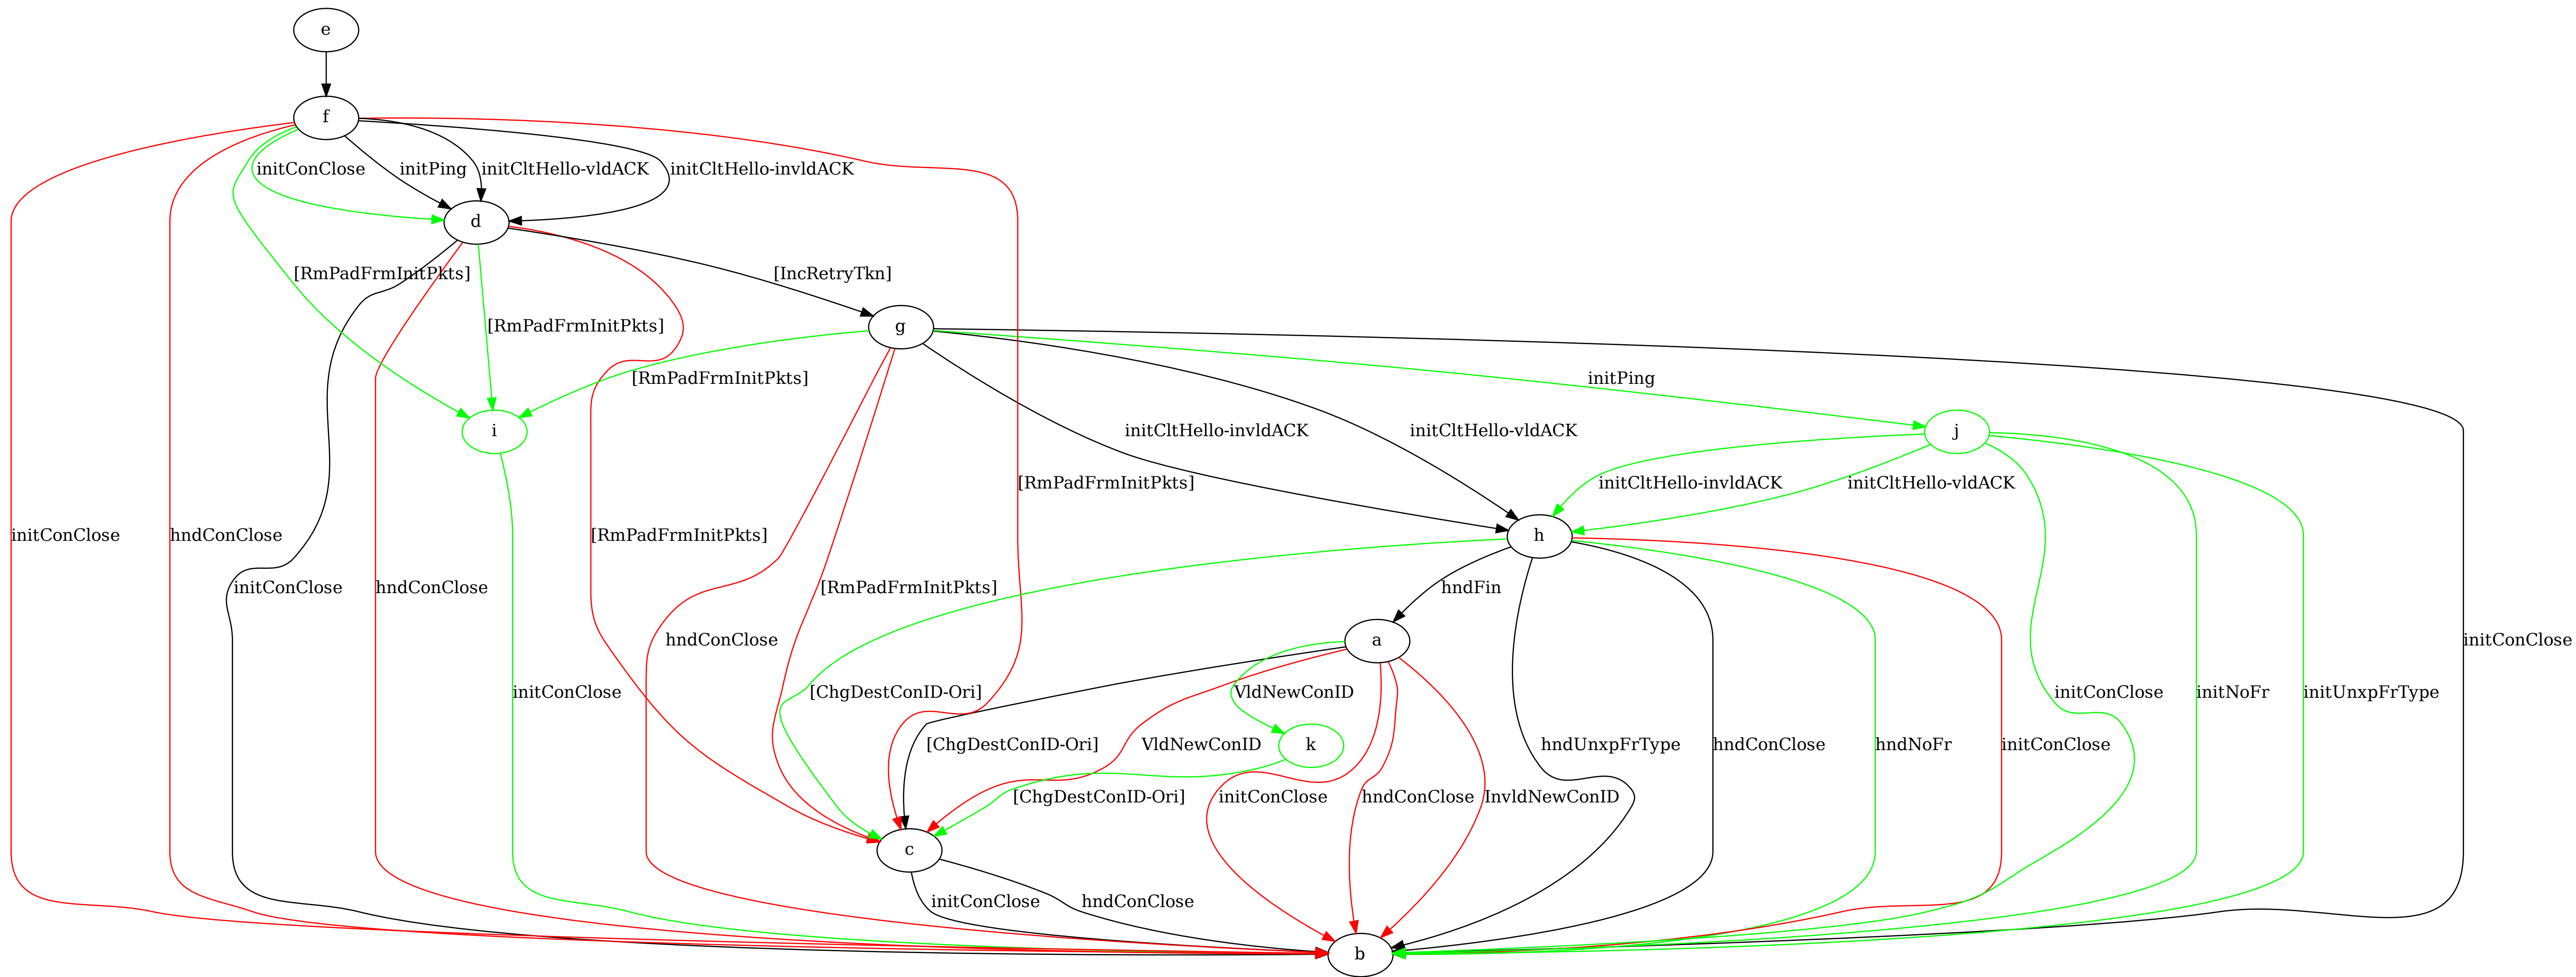 e
f
initConClose
initPing
initCltHello-vldACK
initCltHello-invldACK
d
[RmPadFrmInitPkts]
[IncRetryTkn]
g
[RmPadFrmInitPkts]
[RmPadFrmInitPkts]
initPing
i
initCltHello-invldACK
initCltHello-vldACK
j
[RmPadFrmInitPkts]
initCltHello-invldACK
initCltHello-vldACK
initConClose
hndConClose
[RmPadFrmInitPkts]
h
initConClose
hndConClose
[RmPadFrmInitPkts]
hndFin
hndConClose
a
initConClose
initConClose
[ChgDestConID-Ori]
VldNewConID
initConClose
initNoFr
initUnxpFrType
[ChgDestConID-Ori]
VldNewConID
k
hndUnxpFrType
hndConClose
hndNoFr
initConClose
[ChgDestConID-Ori]
initConClose
hndConClose
InvldNewConID
c
initConClose
hndConClose
b